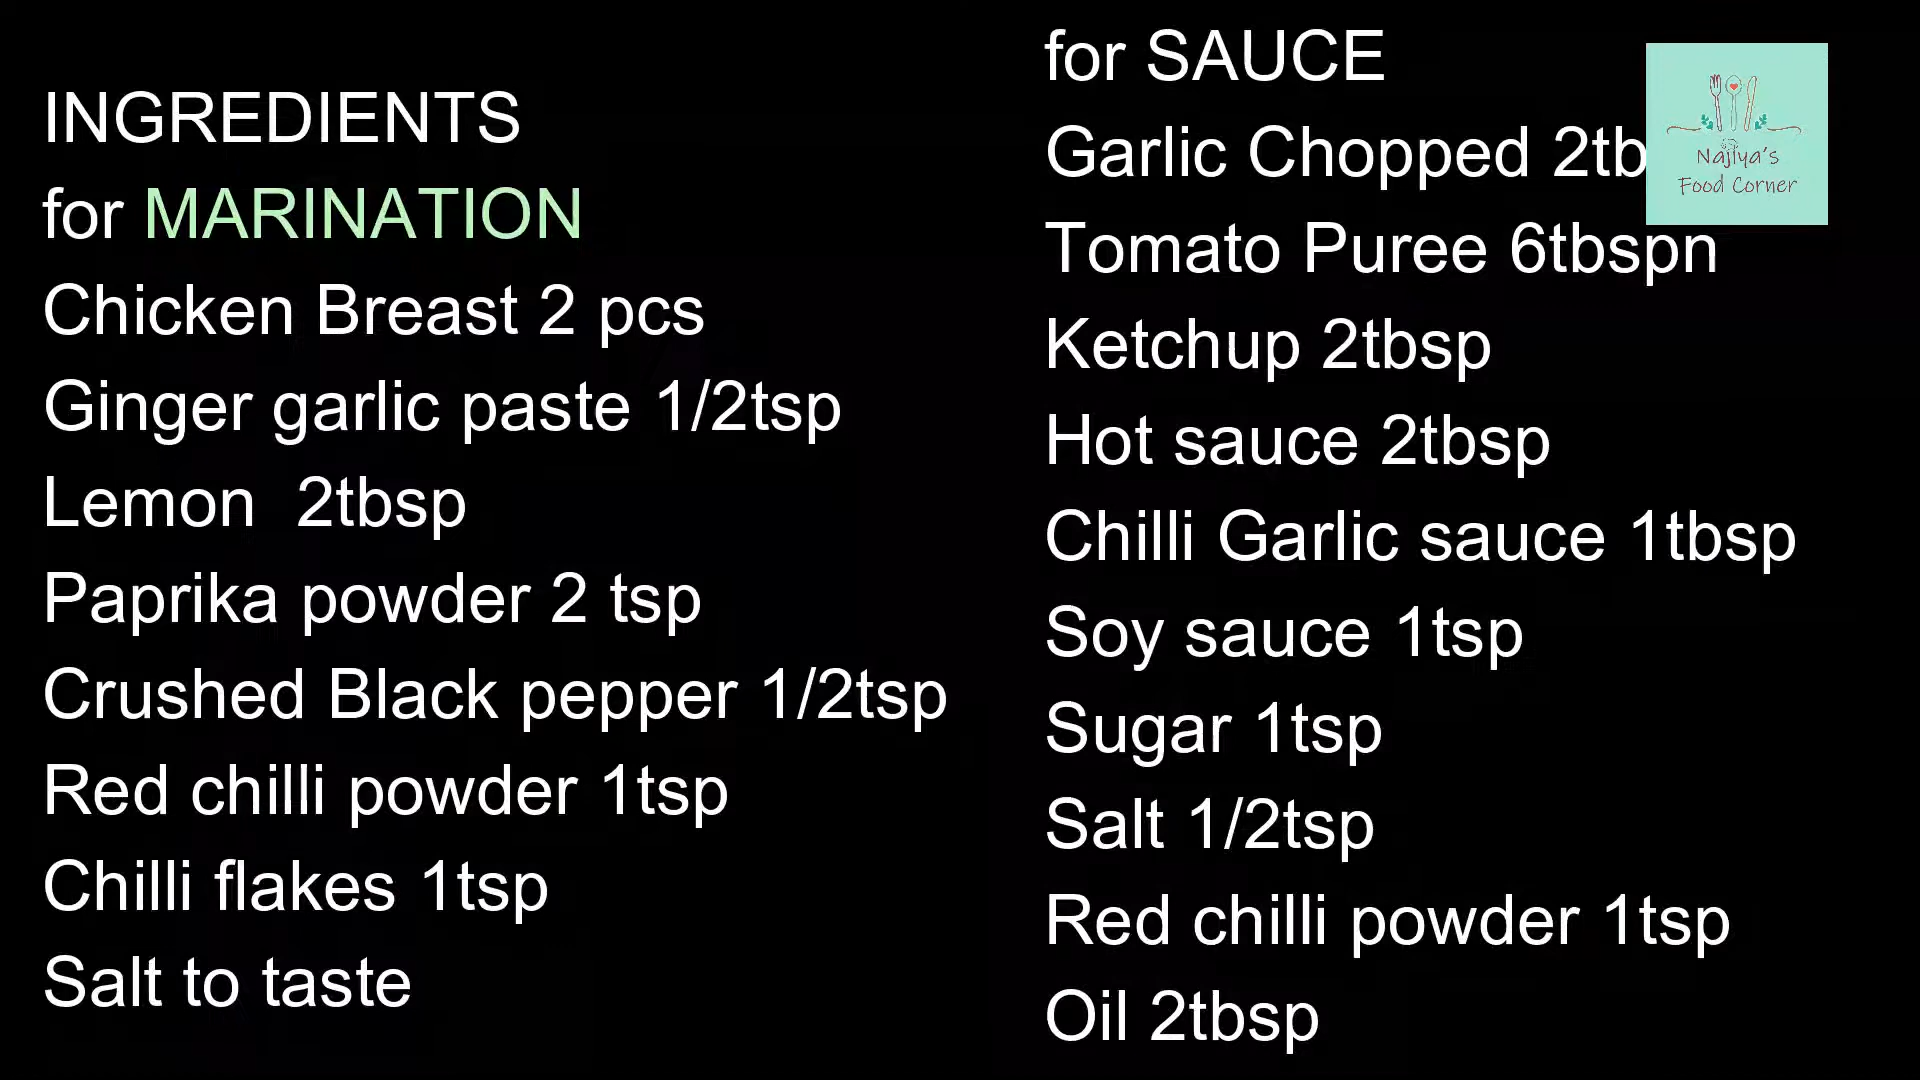 INGREDIENTS
for MARINATION
Chicken Breast 2 pcs
Ginger garlic paste 1/2tsp
Lemon  2tbsp
Paprika powder 2 tsp
Crushed Black pepper 1/2tsp
Red chilli powder 1tsp
Chilli flakes 1tsp
Salt to taste
for SAUCE
Garlic Chopped 2tb
Tomato Puree 6tbspn
Ketchup 2tbsp
Hot sauce 2tbsp
Chilli Garlic sauce 1tbsp
Soy sauce 1tsp
Sugar 1tsp
Salt 1/2tsp
Red chilli powder 1tsp
Oil 2tbsp
Najiya's
Food Corner